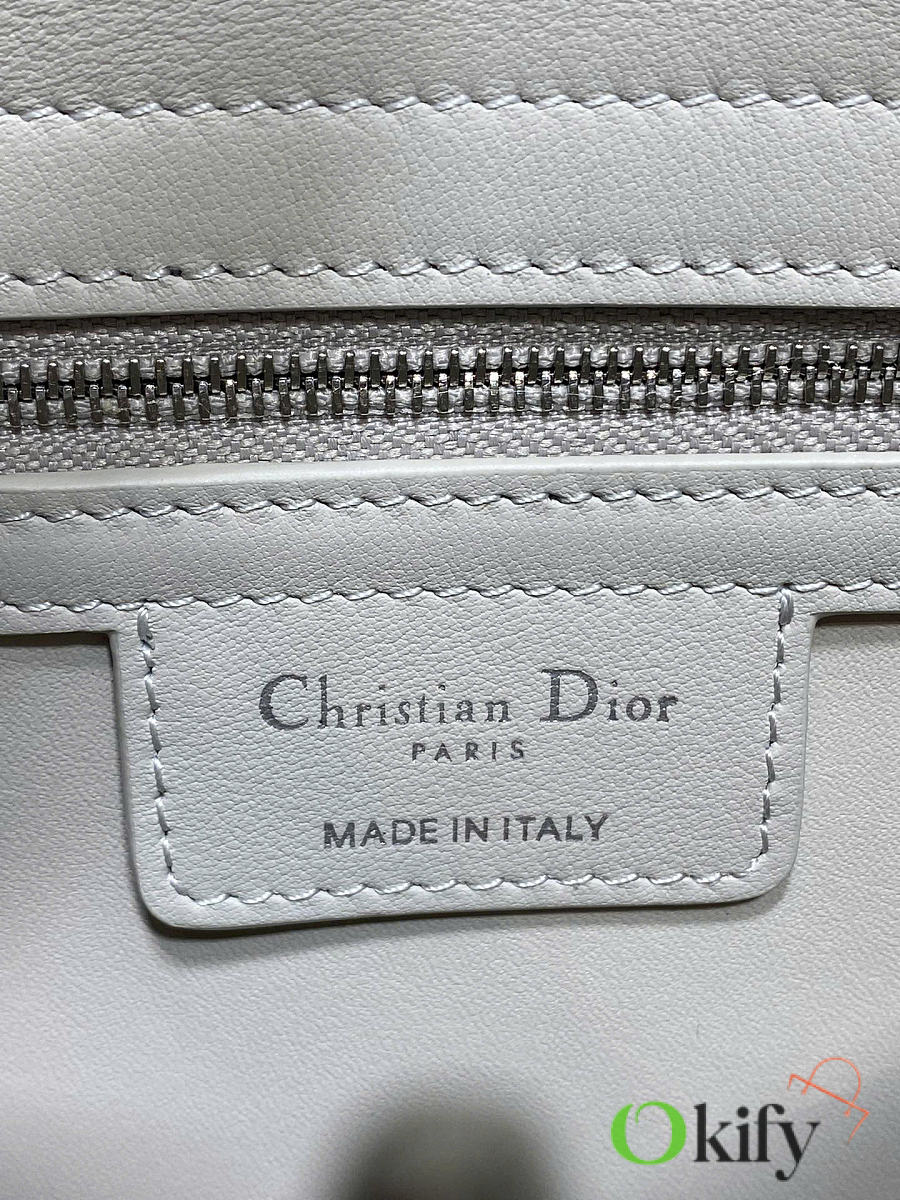 Christian Dior
PARIS
MADE IN ITALY
Okify